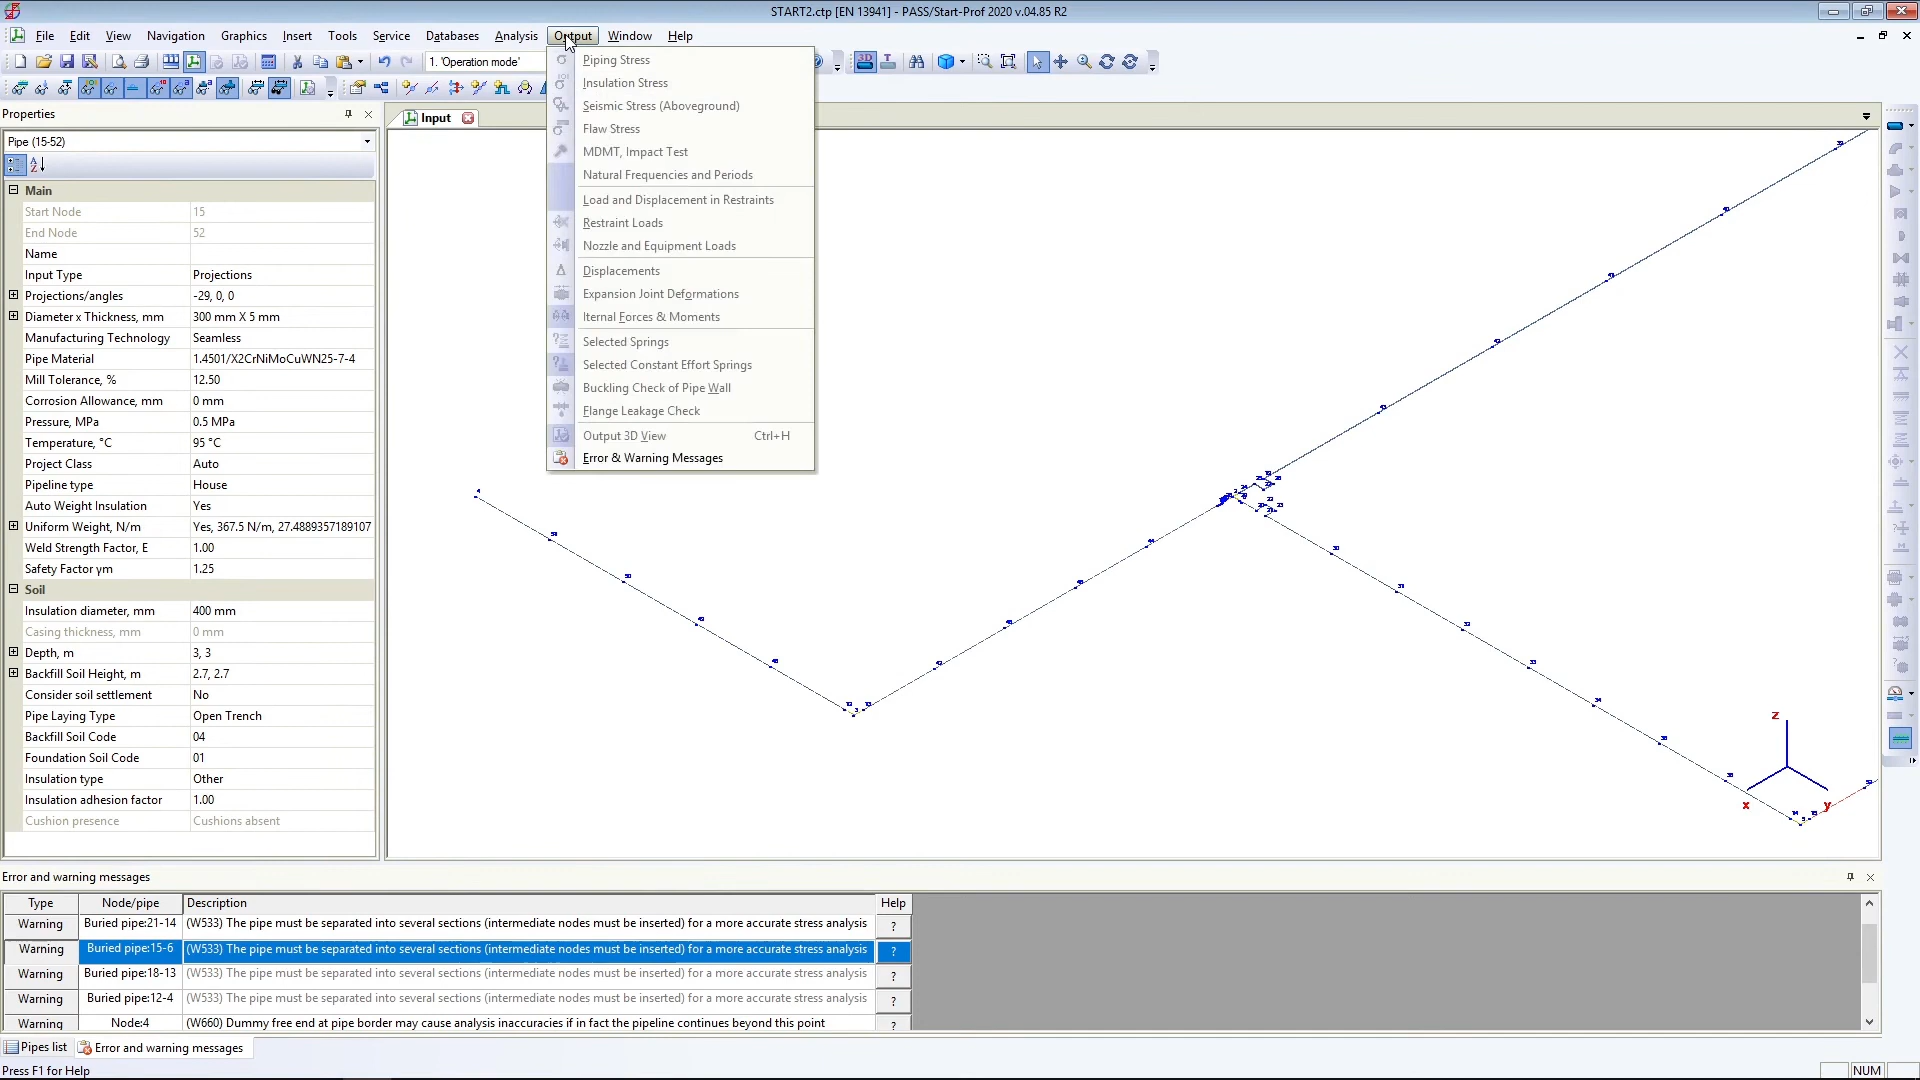 START2.ctp [EN 13941] - PASS/Start-Prof 2020 v.04.85 R2
File Edit View Navigation Graphics Insert Tools Service Databases Analysis Output Window Help
1. 'Operation mode'
3D
Properties
Pipe (15-52)
Main
Start Node 15
End Node 52
Name
Input Type Projections
Projections/angles -29, 0, 0
Diameter x Thickness, mm 300 mm X 5 mm
Manufacturing Technology Seamless
Pipe Material 1.4501/X2CrNiMoCuWN25-7-4
Mill Tolerance, % 12.50
Corrosion Allowance, mm 0 mm
Pressure, MPa 0.5 MPa
Temperature, °C 95 °C
Project Class Auto
Pipeline type House
Auto Weight Insulation Yes
Uniform Weight, N/m Yes, 367.5 N/m, 27.4889357189107
Weld Strength Factor, E 1.00
Safety Factor γm 1.25
Soil
Insulation diameter, mm 400 mm
Casing thickness, mm 0 mm
Depth, m 3, 3
Backfill Soil Height, m 2.7, 2.7
Consider soil settlement No
Pipe Laying Type Open Trench
Backfill Soil Code 04
Foundation Soil Code 01
Insulation type Other
Insulation adhesion factor 1.00
Cushion presence Cushions absent
Input
Piping Stress
Insulation Stress
Seismic Stress (Aboveground)
Flaw Stress
MDMT, Impact Test
Natural Frequencies and Periods
Load and Displacement in Restraints
Restraint Loads
Nozzle and Equipment Loads
Displacements
Expansion Joint Deformations
Iternal Forces & Moments
Selected Springs
Selected Constant Effort Springs
Buckling Check of Pipe Wall
Flange Leakage Check
Output 3D View Ctrl+H
Error & Warning Messages
z
x
y
Error and warning messages
Type Node/pipe Description Help
Warning Buried pipe:21-14 (W533) The pipe must be separated into several sections (intermediate nodes must be inserted) for a more accurate stress analysis ?
Warning Buried pipe:15-6 (W533) The pipe must be separated into several sections (intermediate nodes must be inserted) for a more accurate stress analysis ?
Warning Buried pipe:18-13 (W533) The pipe must be separated into several sections (intermediate nodes must be inserted) for a more accurate stress analysis ?
Warning Buried pipe:12-4 (W533) The pipe must be separated into several sections (intermediate nodes must be inserted) for a more accurate stress analysis ?
Warning Node:4 (W660) Dummy free end at pipe border may cause analysis inaccuracies if in fact the pipeline continues beyond this point ?
Pipes list Error and warning messages
Press F1 for Help NUM